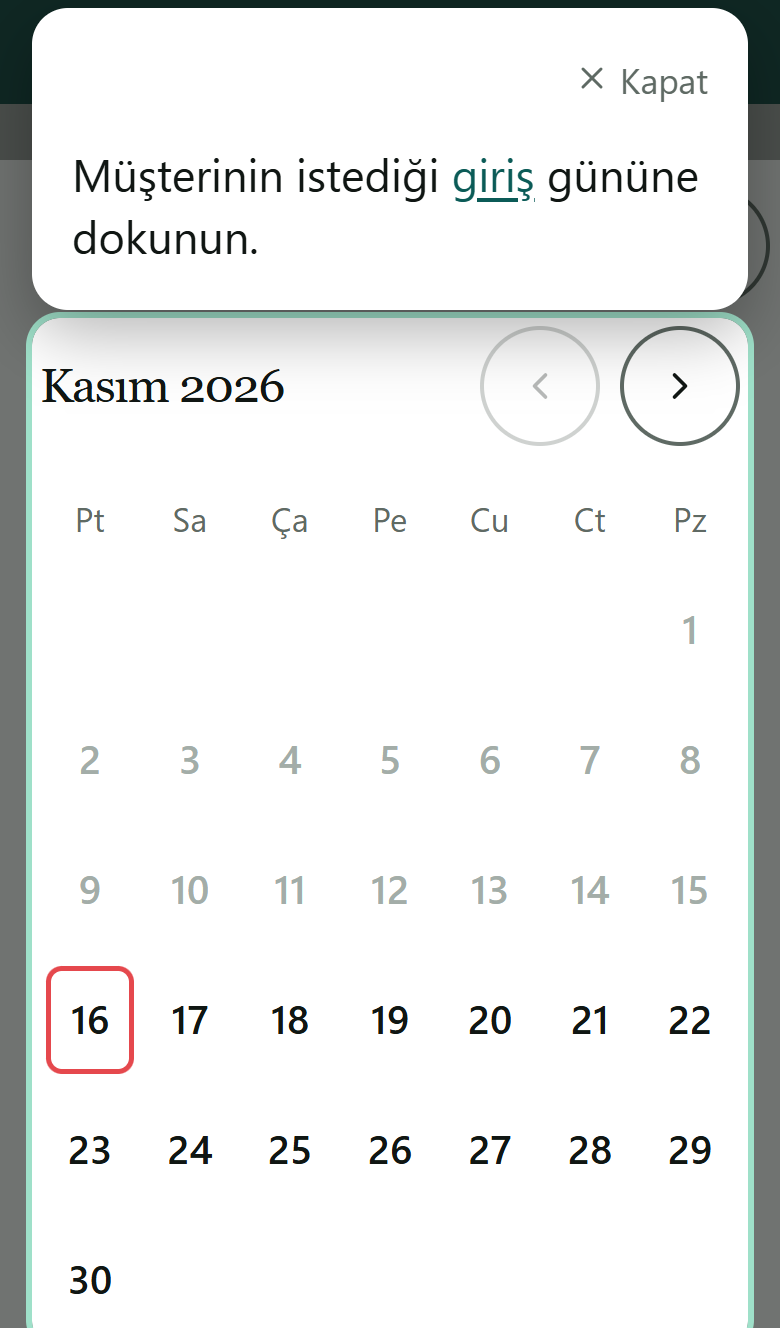 Kapat
Müşterinin istediği giriş gününe
dokunun.
Kasım 2026
Pt Sa Ça Pe Cu Ct Pz
1
2 3 4 5 6 7 8
9 10 11 12 13 14 15
16 17 18 19 20 21 22
23 24 25 26 27 28 29
30